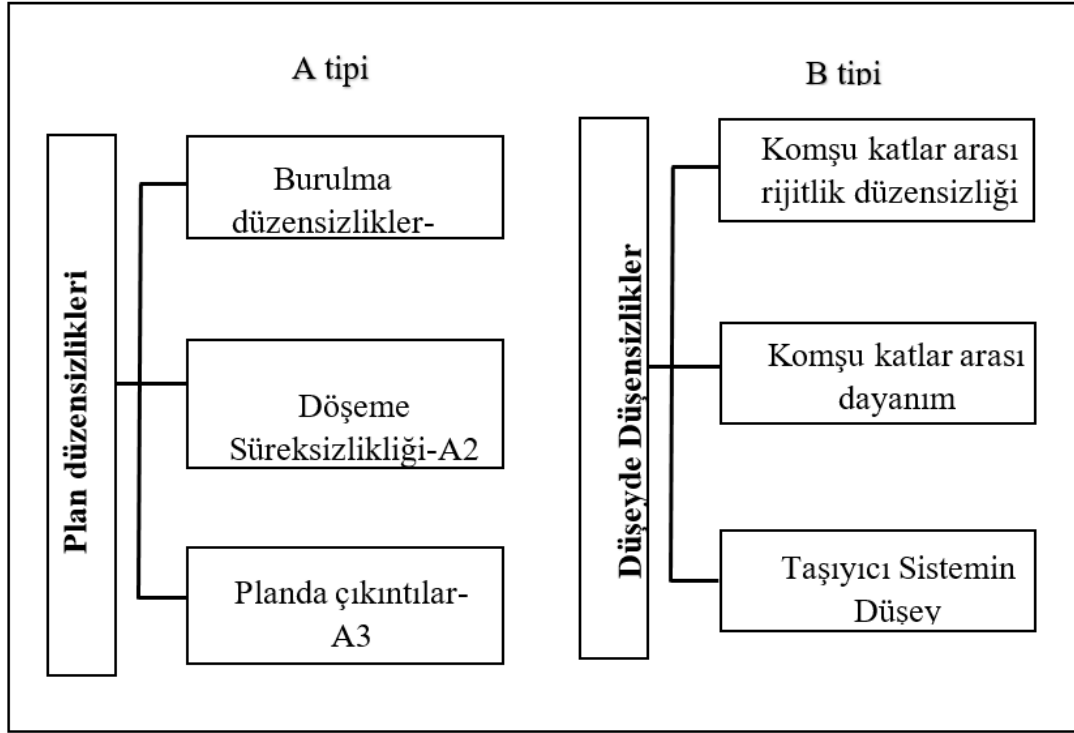 A tipi
Plan düzensizlikleri
Burulma
düzensizlikler-
Döşeme
Süreksizlikliği-A2
Planda çıkıntılar-
A3
B tipi
Düşeyde Düşensizlikler
Komşu katlar arası
rijitlik düzensizliği
Komşu katlar arası
dayanım
Taşıyıcı Sistemin
Düşey